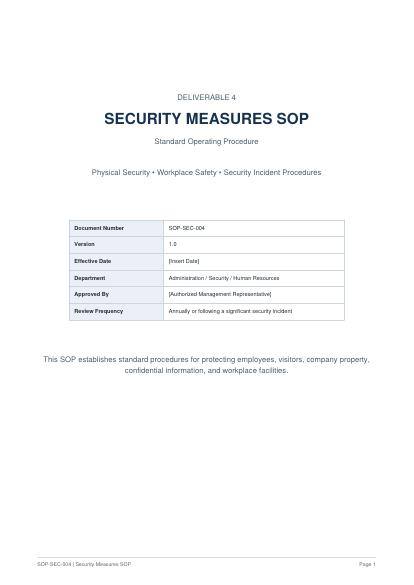 DELIVERABLE 4
SECURITY MEASURES SOP
Standard Operating Procedure
Physical Security • Workplace Safety • Security Incident Procedures
Document Number SOP-SEC-004
Version 1.0
Effective Date [Insert Date]
Department Administration / Security / Human Resources
Approved By [Authorized Management Representative]
Review Frequency Annually or following a significant security incident
This SOP establishes standard procedures for protecting employees, visitors, company property,
confidential information, and workplace facilities.
SOP-SEC-004 | Security Measures SOP Page 1